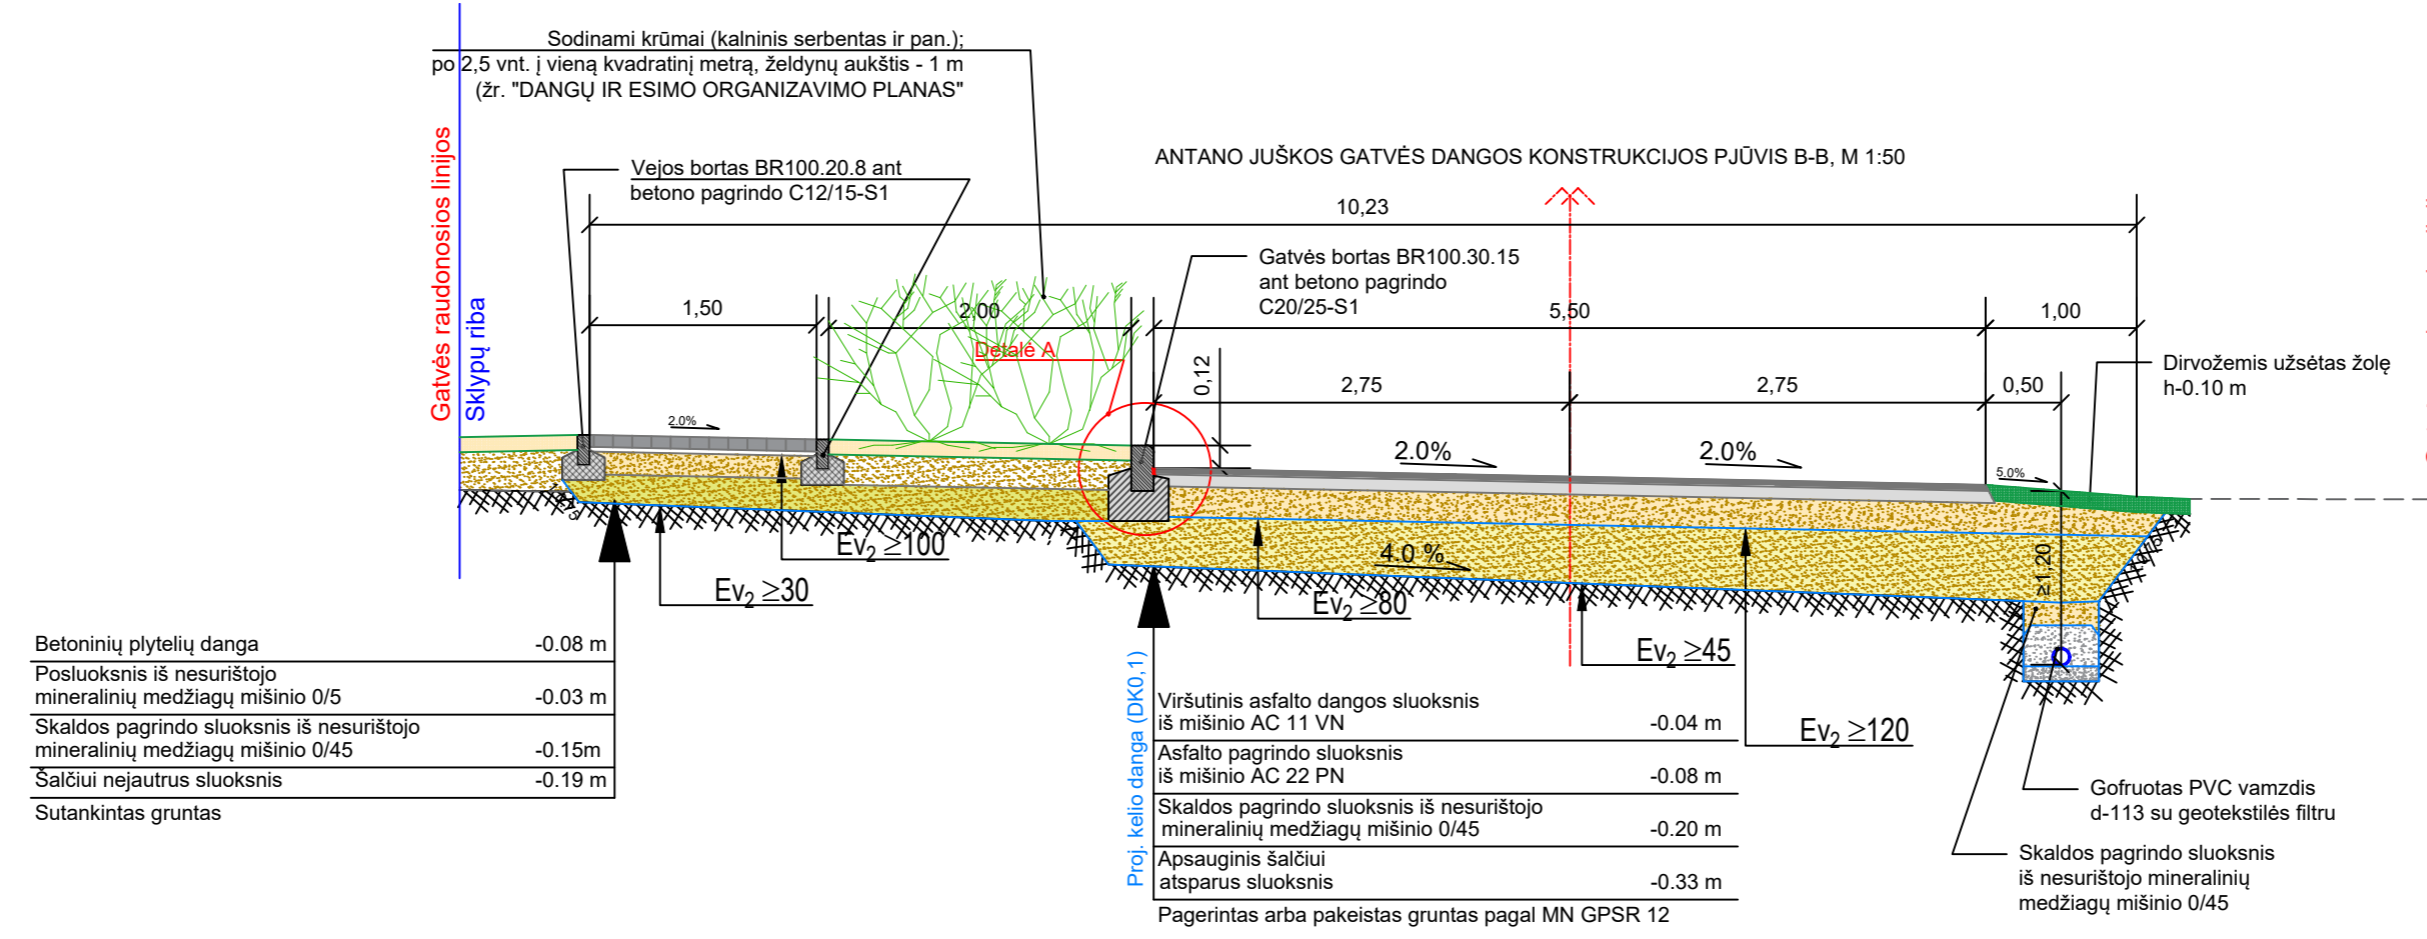 Sodinami krūmai (kalninis serbentas ir pan.);
po 2,5 vnt. į vieną kvadratinį metrą, želdynų aukštis - 1 m
(žr. "DANGŲ IR ESIMO ORGANIZAVIMO PLANAS"
Gatvės raudonosios linijos
Sklypų riba
Vejos bortas BR100.20.8 ant
betono pagrindo C12/15-S1
ANTANO JUŠKOS GATVĖS DANGOS KONSTRUKCIJOS PJŪVIS B-B, M 1:50
10,23
Gatvės bortas BR100.30.15
ant betono pagrindo
C20/25-S1
1,50
2,00
5,50
1,00
Detalė A
0,12
2,75
2,75
0,50
Dirvožemis užsėtas žolę
h-0.10 m
2.0%
2.0%
2.0%
5.0%
4.0 %
≥1,20
Ev2 ≥100
Ev2 ≥30
Ev2 ≥80
Ev2 ≥45
Ev2 ≥120
Betoninių plytelių danga -0.08 m
Posluoksnis iš nesurištojo
mineralinių medžiagų mišinio 0/5 -0.03 m
Skaldos pagrindo sluoksnis iš nesurištojo
mineralinių medžiagų mišinio 0/45 -0.15m
Šalčiui nejautrus sluoksnis -0.19 m
Sutankintas gruntas
Proj. kelio danga (DK0,1)
Viršutinis asfalto dangos sluoksnis
iš mišinio AC 11 VN -0.04 m
Asfalto pagrindo sluoksnis
iš mišinio AC 22 PN -0.08 m
Skaldos pagrindo sluoksnis iš nesurištojo
mineralinių medžiagų mišinio 0/45 -0.20 m
Apsauginis šalčiui
atsparus sluoksnis -0.33 m
Pagerintas arba pakeistas gruntas pagal MN GPSR 12
Gofruotas PVC vamzdis
d-113 su geotekstilės filtru
Skaldos pagrindo sluoksnis
iš nesurištojo mineralinių
medžiagų mišinio 0/45